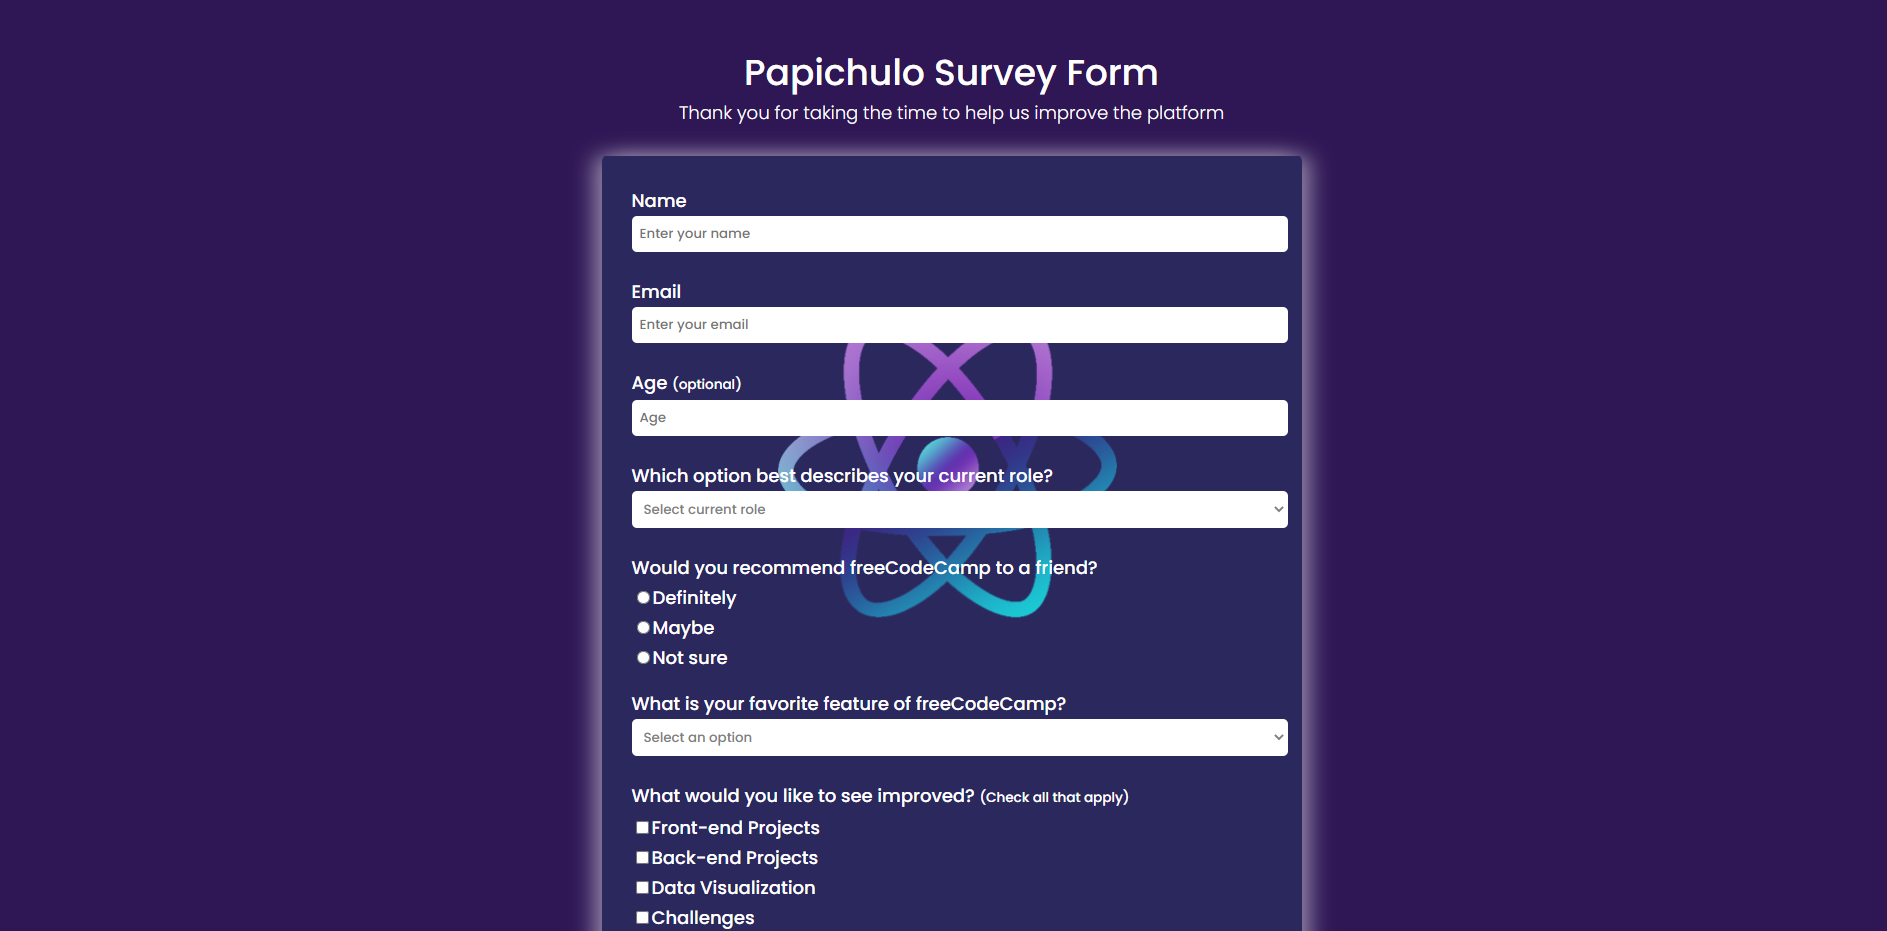 Papichulo Survey Form
Thank you for taking the time to help us improve the platform
Name
Enter your name
Email
Enter your email
Age (optional)
Age
Which option best describes your current role?
Select current role
Would you recommend freeCodeCamp to a friend?
Definitely
Maybe
Not sure
What is your favorite feature of freeCodeCamp?
Select an option
What would you like to see improved? (Check all that apply)
Front-end Projects
Back-end Projects
Data Visualization
Challenges